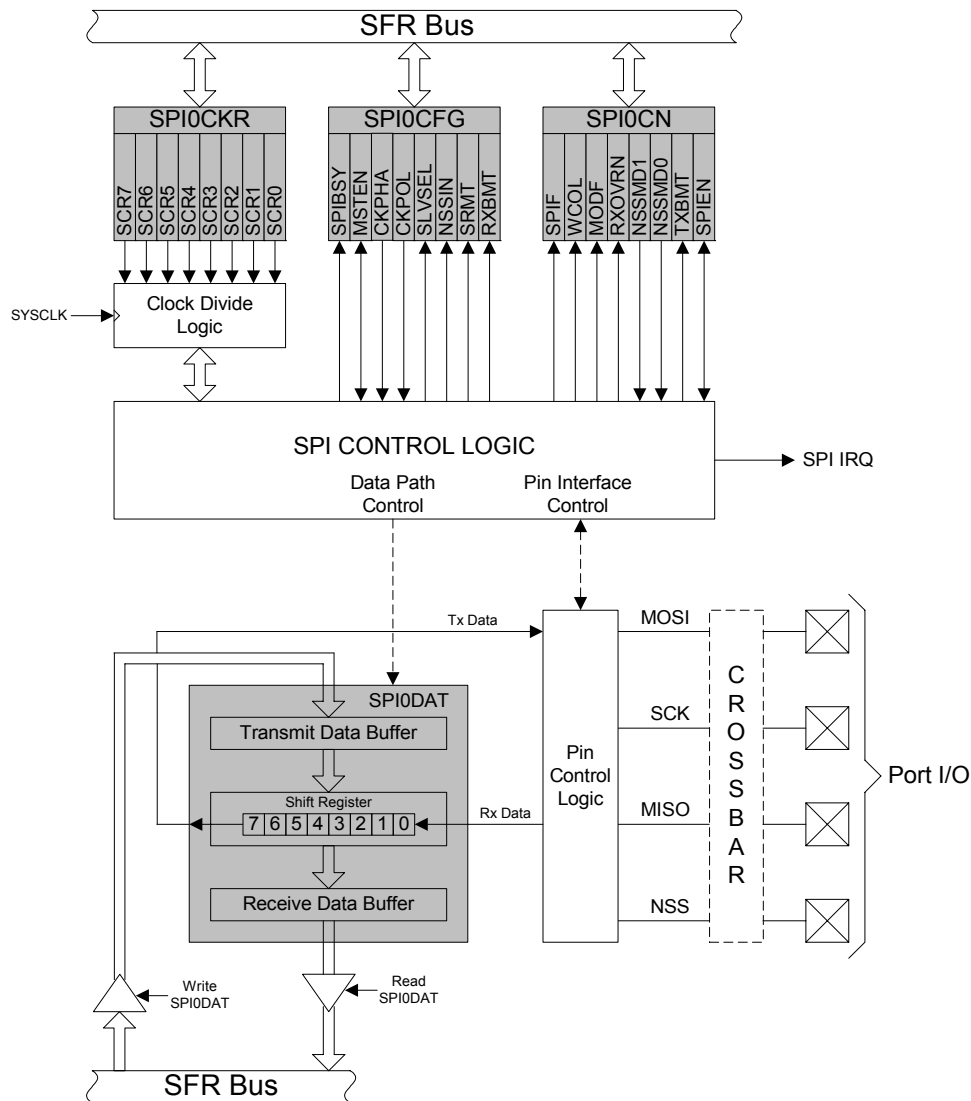 SFR Bus
SPI0CKR
SCR7
SCR6
SCR5
SCR4
SCR3
SCR2
SCR1
SCR0
SPI0CFG
SPIBSY
MSTEN
CKPHA
CKPOL
SLVSEL
NSSIN
SRMT
RXBMT
SPI0CN
SPIF
WCOL
MODF
RXOVRN
NSSMD1
NSSMD0
TXBMT
SPIEN
SYSCLK
Clock Divide
Logic
SPI CONTROL LOGIC
Data Path
Control
Pin Interface
Control
SPI IRQ
Tx Data
SPI0DAT
Transmit Data Buffer
Shift Register
7 6 5 4 3 2 1 0
Rx Data
Receive Data Buffer
Pin
Control
Logic
MOSI
SCK
MISO
NSS
CROSSBAR
Port I/O
Write
SPI0DAT
Read
SPI0DAT
SFR Bus